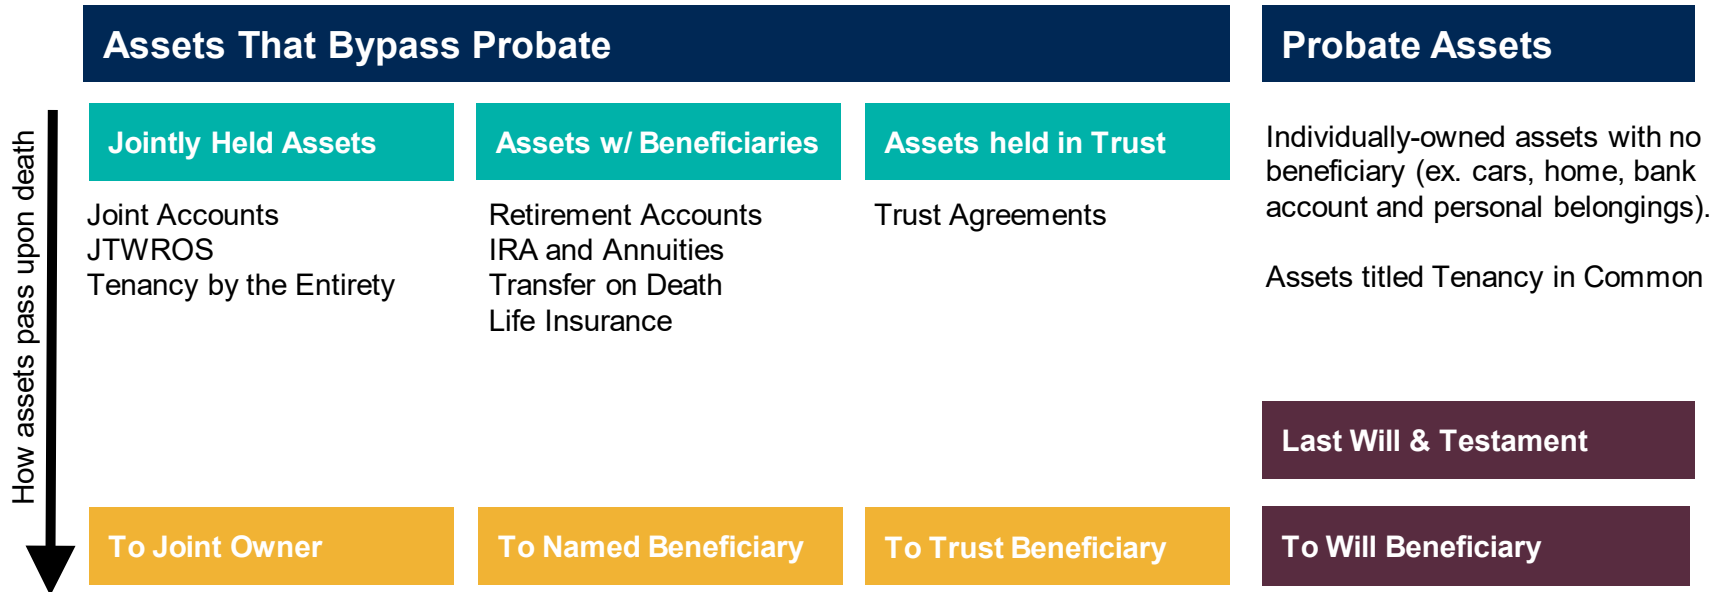 Assets That Bypass Probate
Probate Assets
How assets pass upon death
Jointly Held Assets
Joint Accounts
JTWROS
Tenancy by the Entirety
To Joint Owner
Assets w/ Beneficiaries
Retirement Accounts
IRA and Annuities
Transfer on Death
Life Insurance
To Named Beneficiary
Assets held in Trust
Trust Agreements
To Trust Beneficiary
Individually-owned assets with no
beneficiary (ex. cars, home, bank
account and personal belongings).
Assets titled Tenancy in Common
Last Will & Testament
To Will Beneficiary